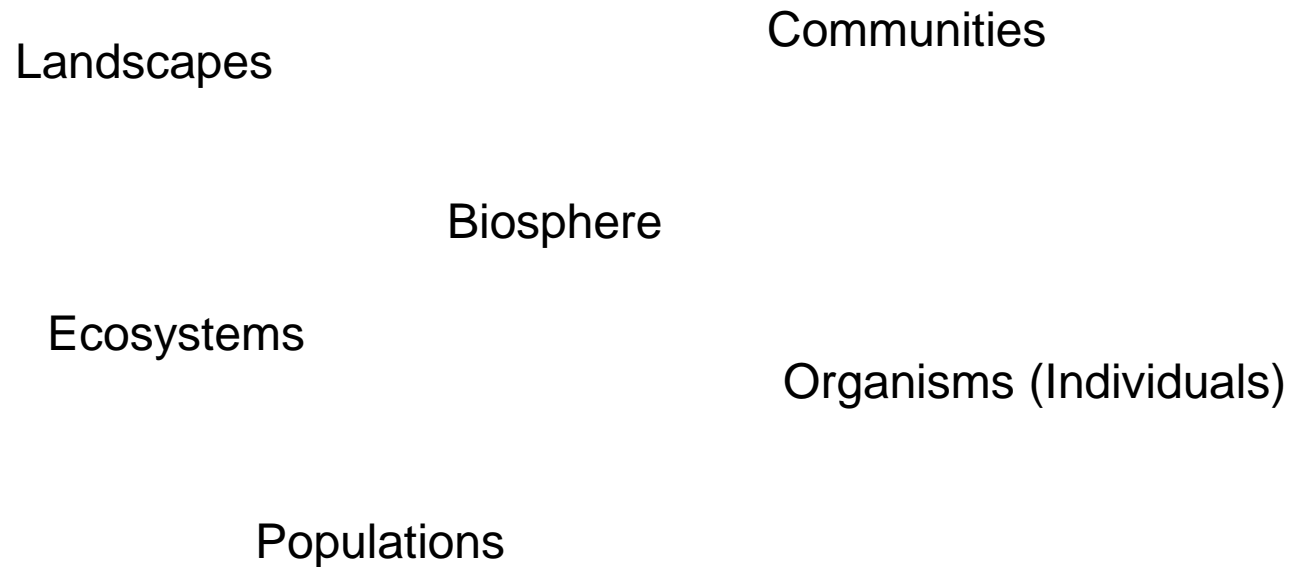 Communities
Landscapes
Biosphere
Ecosystems
Organisms (Individuals)
Populations